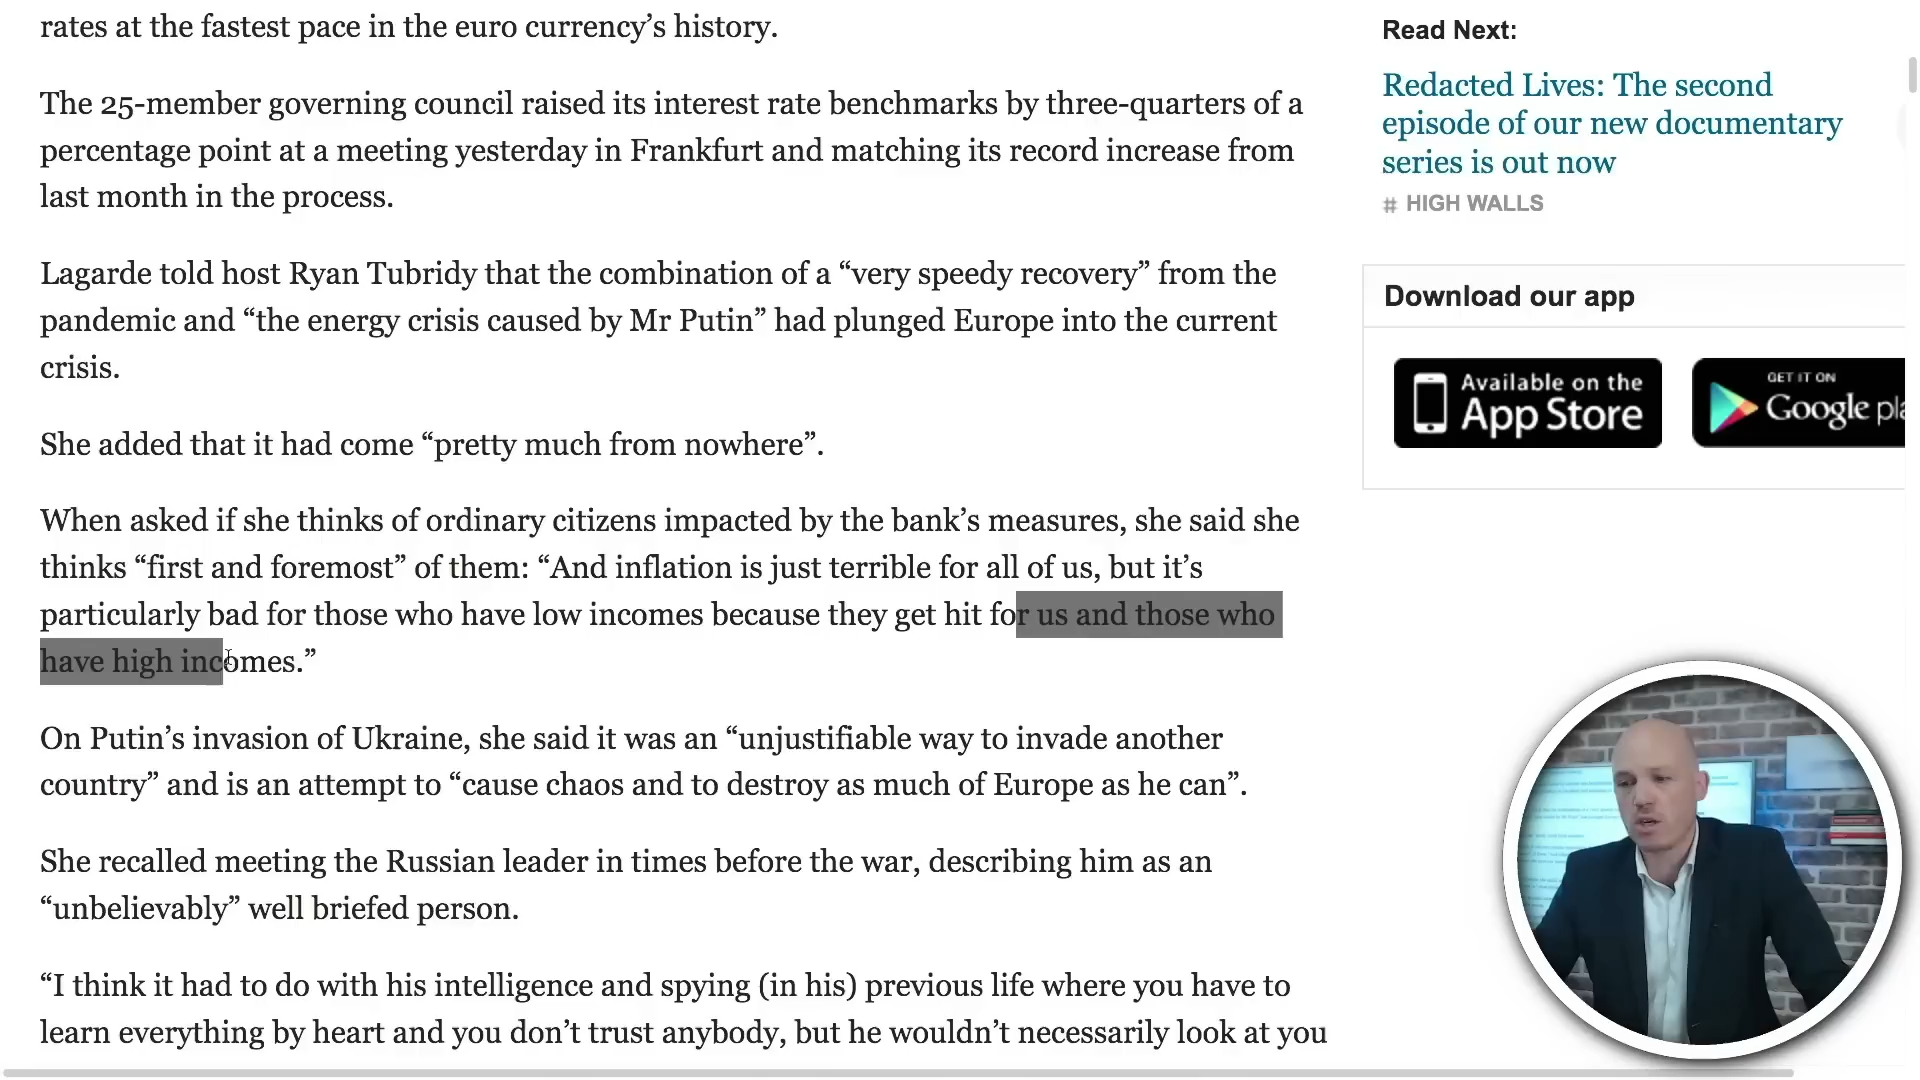 rates at the fastest pace in the euro currency’s history.
The 25-member governing council raised its interest rate benchmarks by three-quarters of a
percentage point at a meeting yesterday in Frankfurt and matching its record increase from
last month in the process.
Lagarde told host Ryan Tubridy that the combination of a “very speedy recovery” from the
pandemic and “the energy crisis caused by Mr Putin” had plunged Europe into the current
crisis.
She added that it had come “pretty much from nowhere”.
When asked if she thinks of ordinary citizens impacted by the bank’s measures, she said she
thinks “first and foremost” of them: “And inflation is just terrible for all of us, but it’s
particularly bad for those who have low incomes because they get hit for us and those who
have high incomes.”
On Putin’s invasion of Ukraine, she said it was an “unjustifiable way to invade another
country” and is an attempt to “cause chaos and to destroy as much of Europe as he can”.
She recalled meeting the Russian leader in times before the war, describing him as an
“unbelievably” well briefed person.
“I think it had to do with his intelligence and spying (in his) previous life where you have to
learn everything by heart and you don’t trust anybody, but he wouldn’t necessarily look at you
Read Next:
Redacted Lives: The second
episode of our new documentary
series is out now
# HIGH WALLS
Download our app
Available on the
App Store
GET IT ON
Google pla